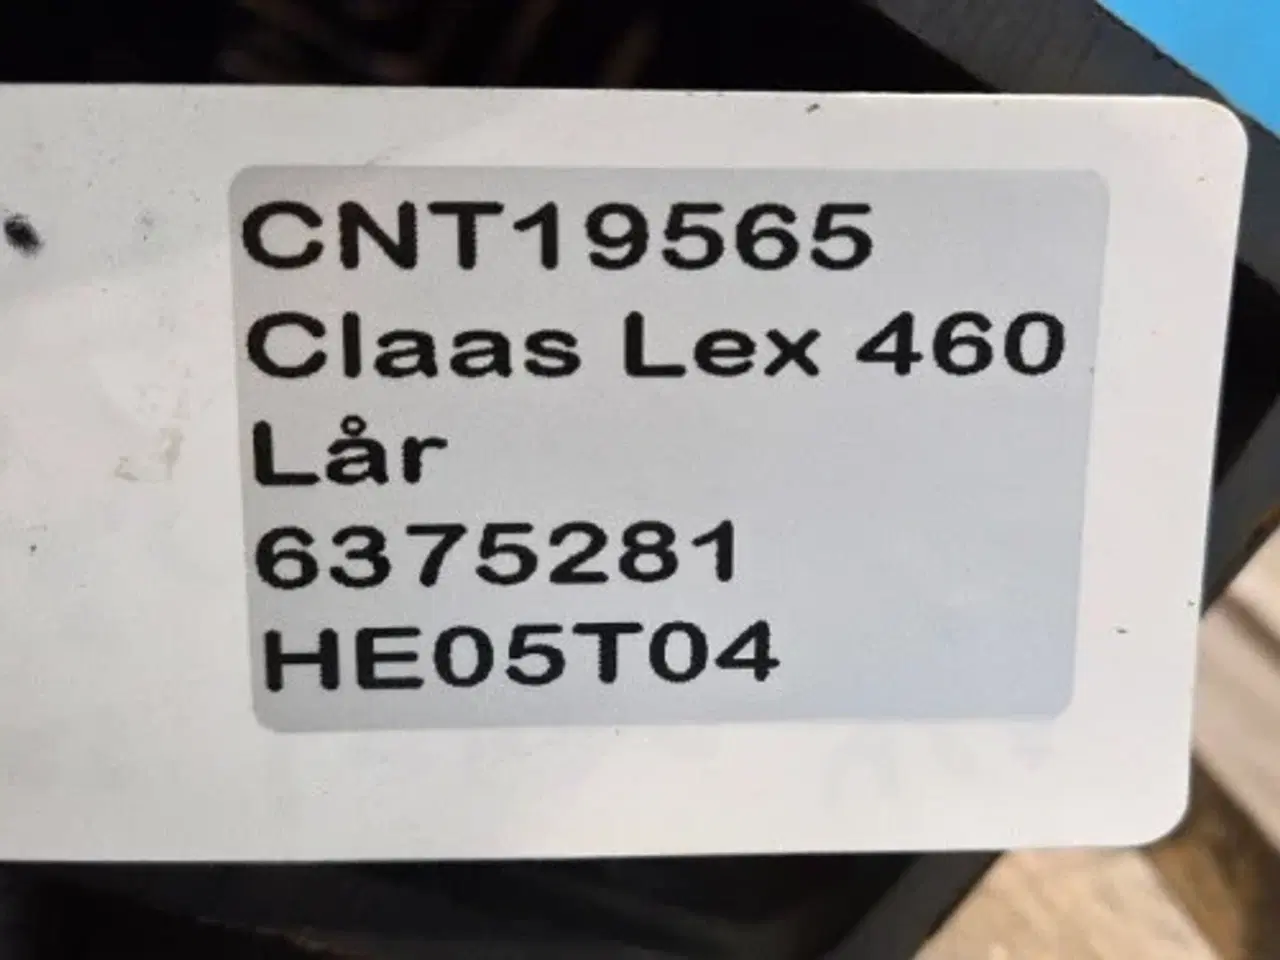 CNT19565
Claas Lex 460
Lår
6375281
HE05T04